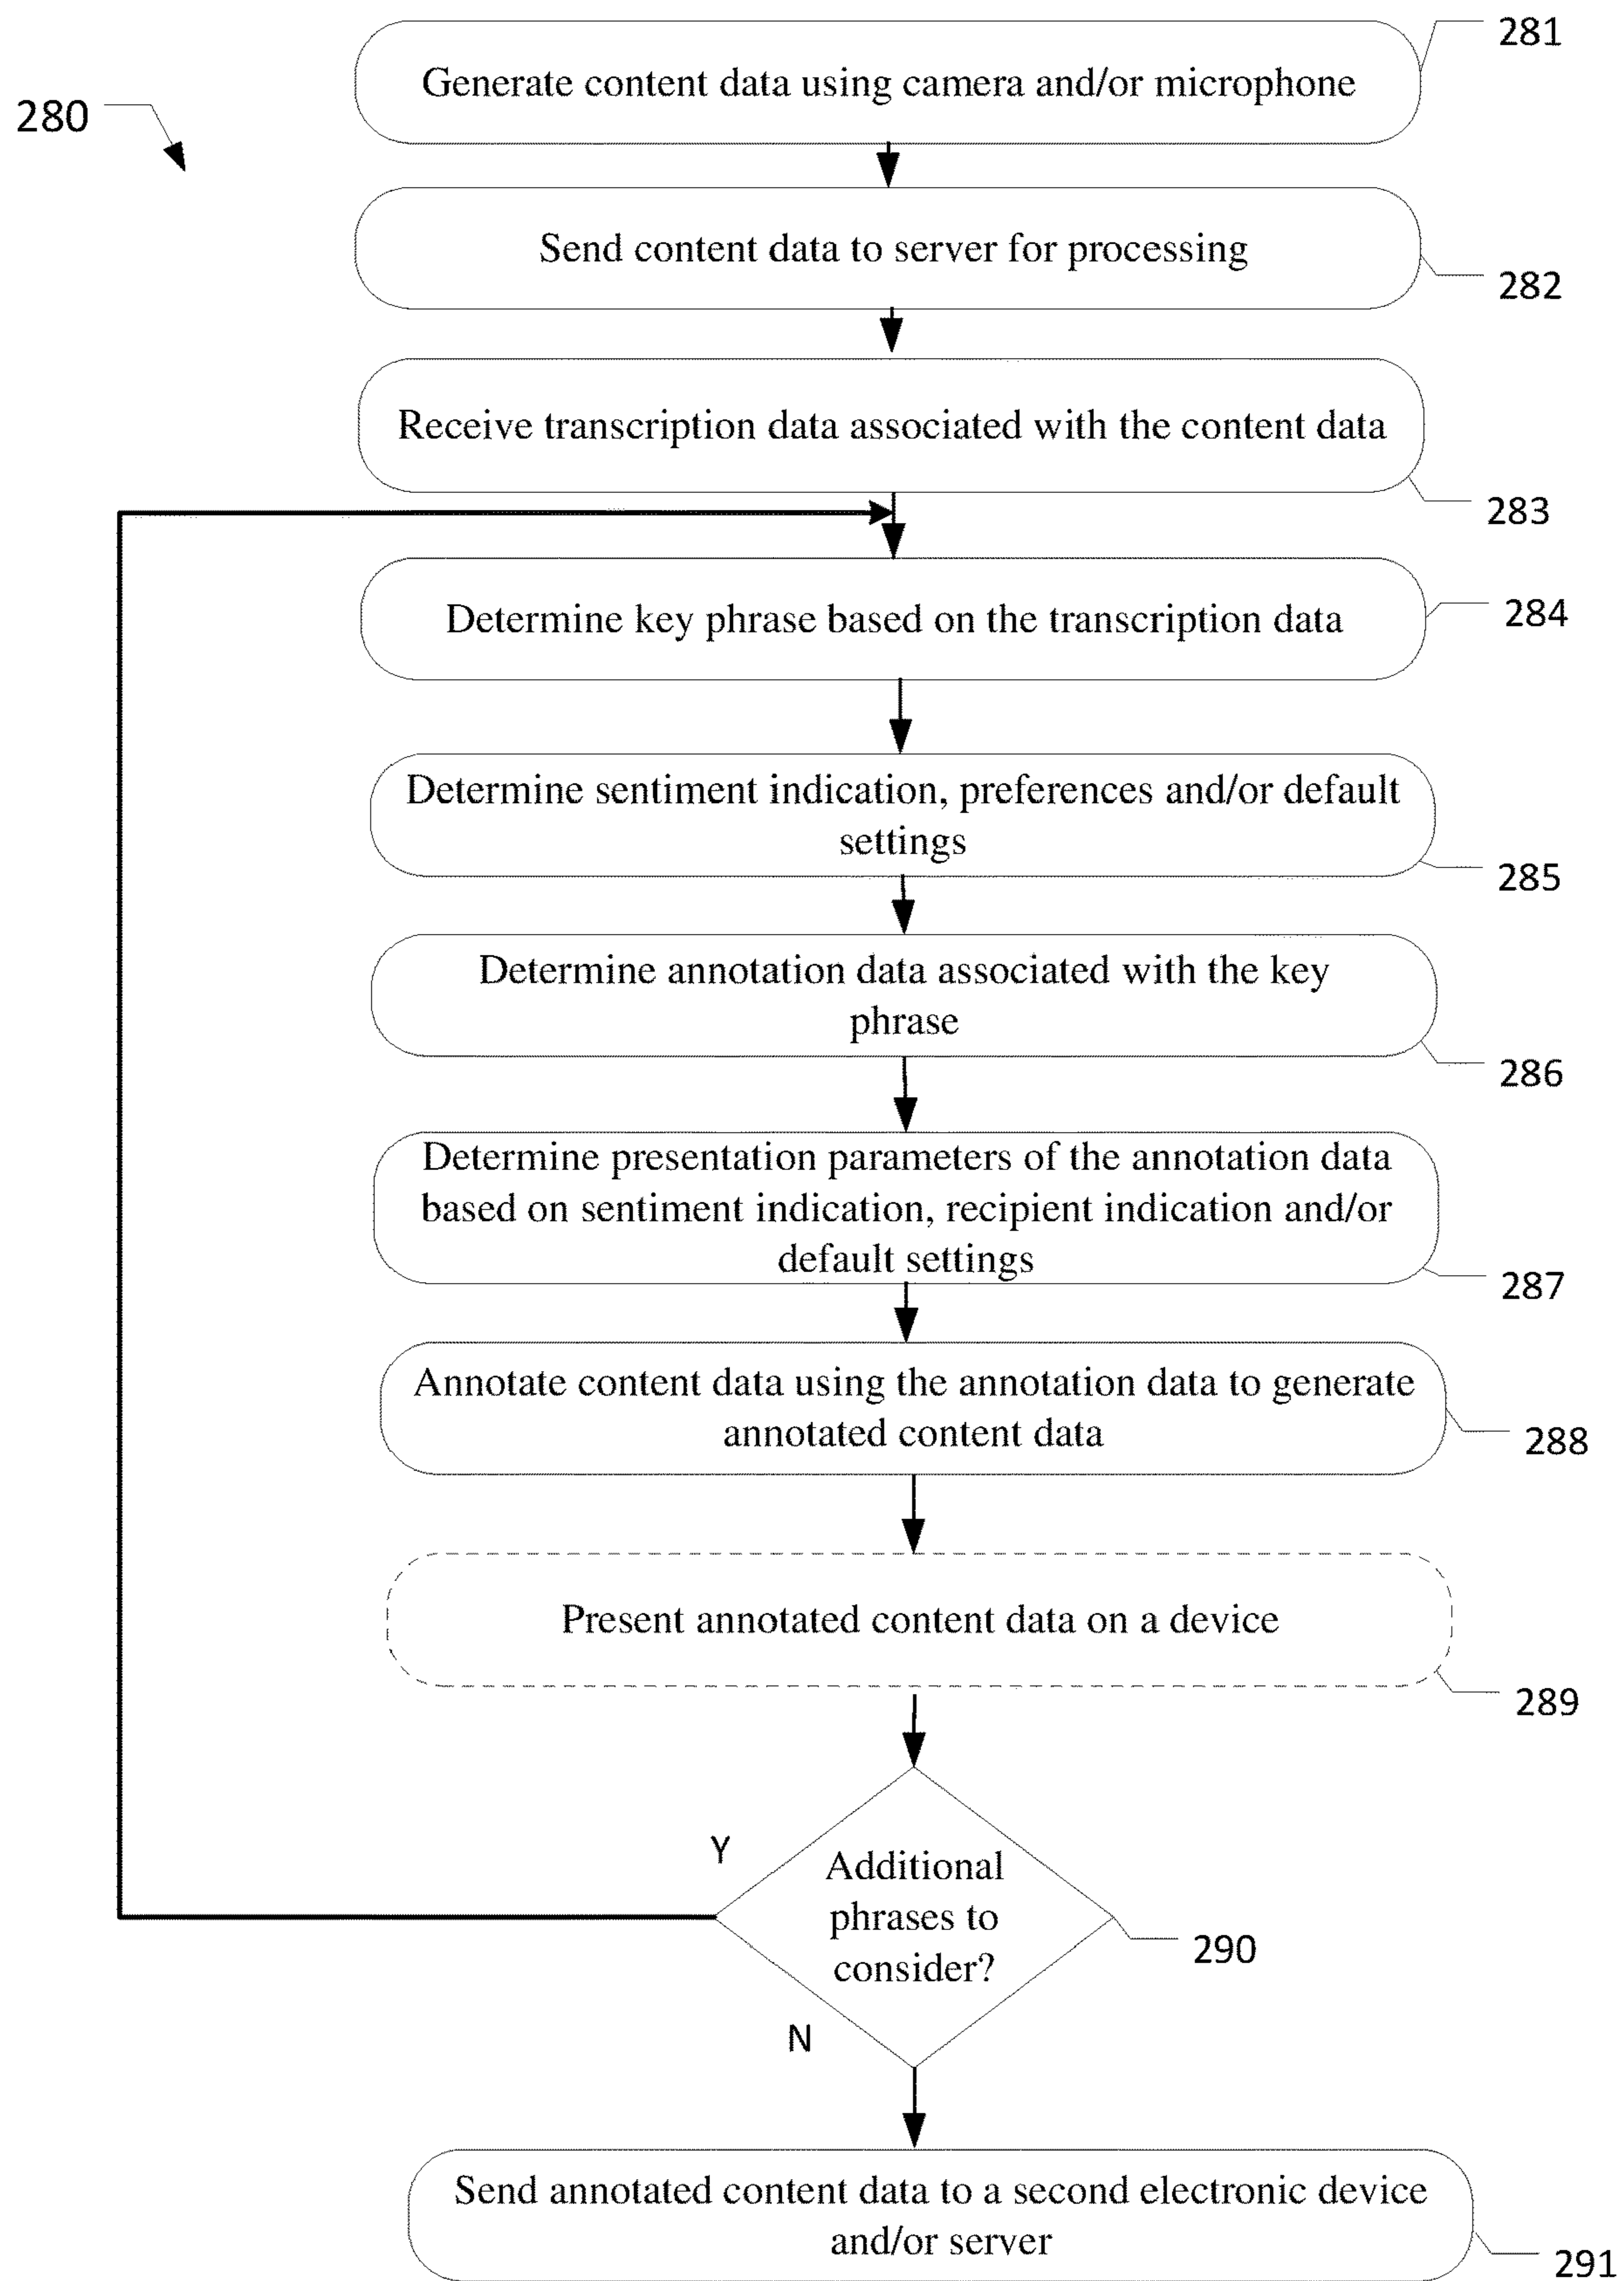 281
Generate content data using camera and/or microphone
280
Send content data to server for processing
282
Receive transcription data associated with the content data
283
Determine key phrase based on the transcription data
284
Determine sentiment indication, preferences and/or default
settings
285
Determine annotation data associated with the key
phrase
286
Determine presentation parameters of the annotation data
based on sentiment indication, recipient indication and/or
default settings
287
Annotate content data using the annotation data to generate
annotated content data
288
Present annotated content data on a device
289
Y
Additional
phrases to
consider?
290
N
Send annotated content data to a second electronic device
and/or server
291